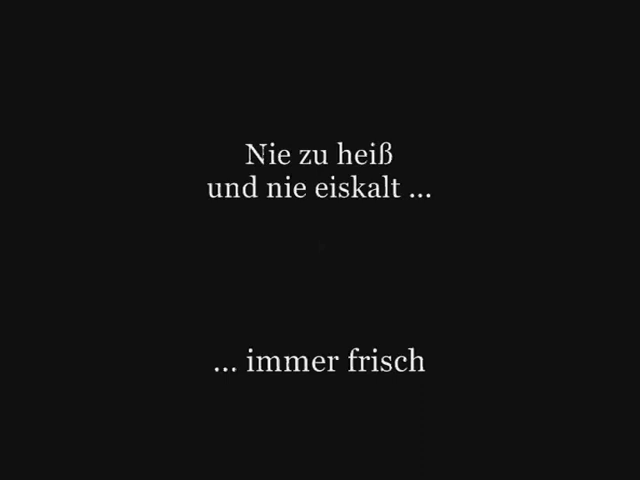 Nie zu heiß
und nie eiskalt ...
... immer frisch